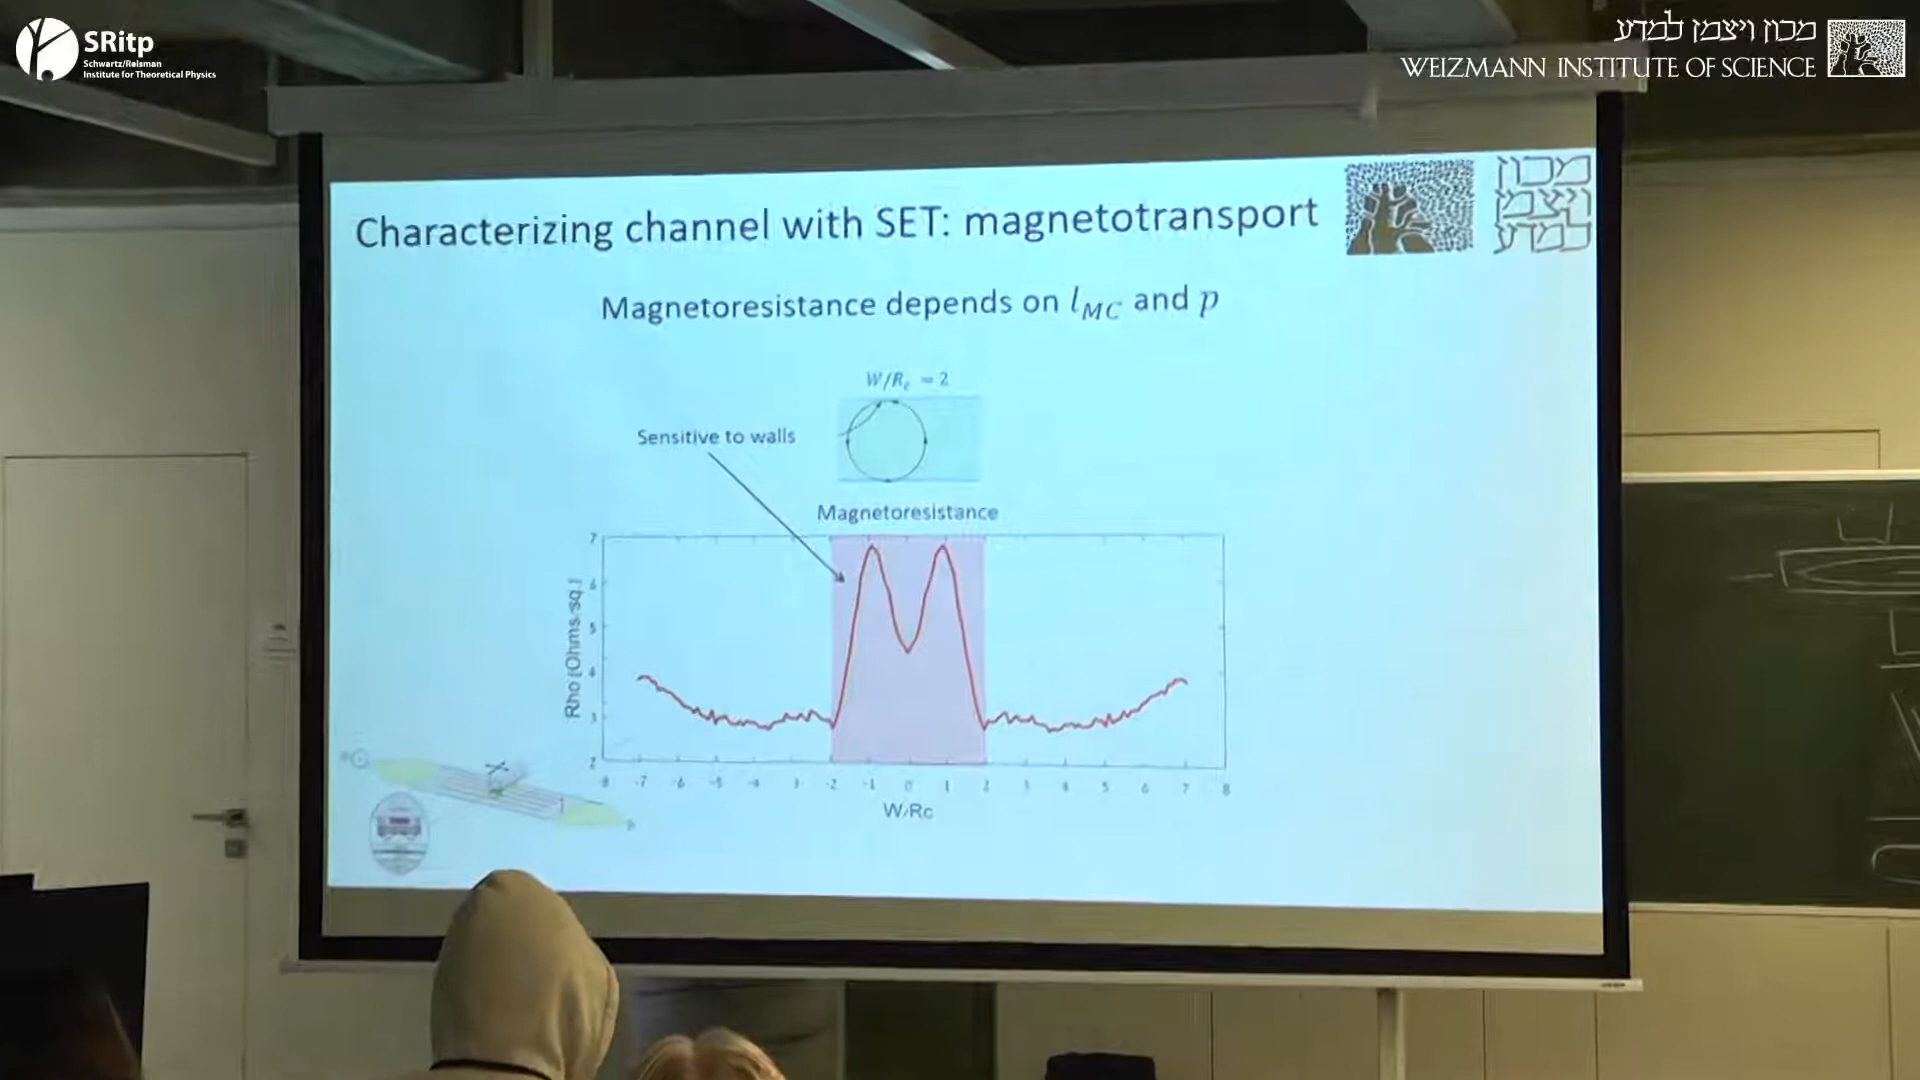 SRitp
Schwartz/Reisman
Institute for Theoretical Physics
מכון ויצמן למדע
WEIZMANN INSTITUTE OF SCIENCE
Characterizing channel with SET: magnetotransport
מכון
ויצמן
למדע
Magnetoresistance depends on l_MC and p
W/R_c = 2
Sensitive to walls
Magnetoresistance
7
6
5
4
3
2
Rho [Ohms/sq.]
-8 -7 -6 -5 -4 -3 -2 -1 0 1 2 3 4 5 6 7 8
W/Rc